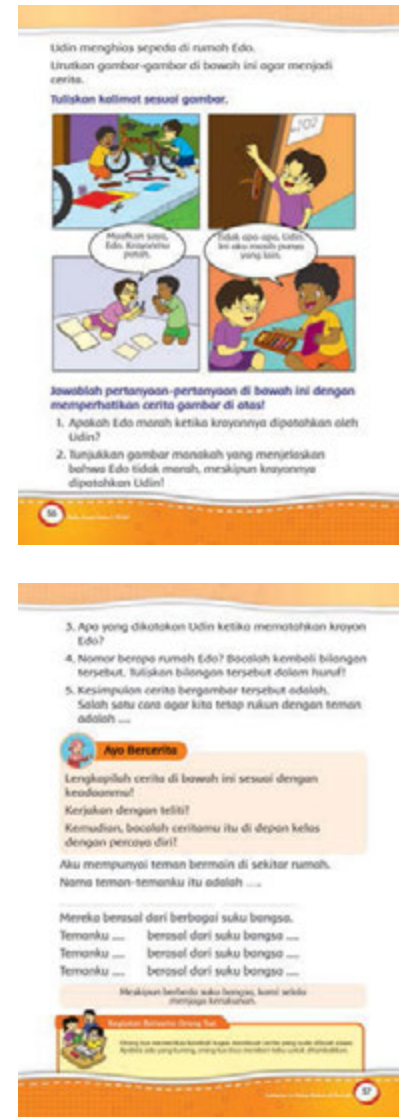 Udin menghias sepeda di rumah Edo.
Urutkan gambar-gambar di bawah ini agar menjadi
cerita.
Tuliskan kalimat sesuai gambar.
Maafkan saya,
Edo. Krayonmu
patah.
Tidak apa-apa, Udin.
Ini aku masih punya
yang lain.
Jawablah pertanyaan-pertanyaan di bawah ini dengan
memperhatikan cerita gambar di atas!
1. Apakah Edo marah ketika krayonnya dipatahkan oleh
Udin?
2. Tunjukkan gambar manakah yang menjelaskan
bahwa Edo tidak marah, meskipun krayonnya
dipatahkan Udin!
56
3. Apa yang dikatakan Udin ketika mematahkan krayon
Edo?
4. Nomor berapa rumah Edo? Bacalah kembali bilangan
tersebut. Tuliskan bilangan tersebut dalam huruf!
5. Kesimpulan cerita bergambar tersebut adalah.
Salah satu cara agar kita tetap rukun dengan teman
adalah ....
Ayo Bercerita
Lengkapilah cerita di bawah ini sesuai dengan
keadaanmu!
Kerjakan dengan teliti!
Kemudian, bacalah ceritamu itu di depan kelas
dengan percaya diri!
Aku mempunyai teman bermain di sekitar rumah.
Nama teman-temanku itu adalah ....
Mereka berasal dari berbagai suku bangsa.
Temanku .... berasal dari suku bangsa ....
Temanku .... berasal dari suku bangsa ....
Temanku .... berasal dari suku bangsa ....
Meskipun berbeda suku bangsa, kami selalu
menjaga kerukunan.
Kegiatan Bersama Orang Tua
57